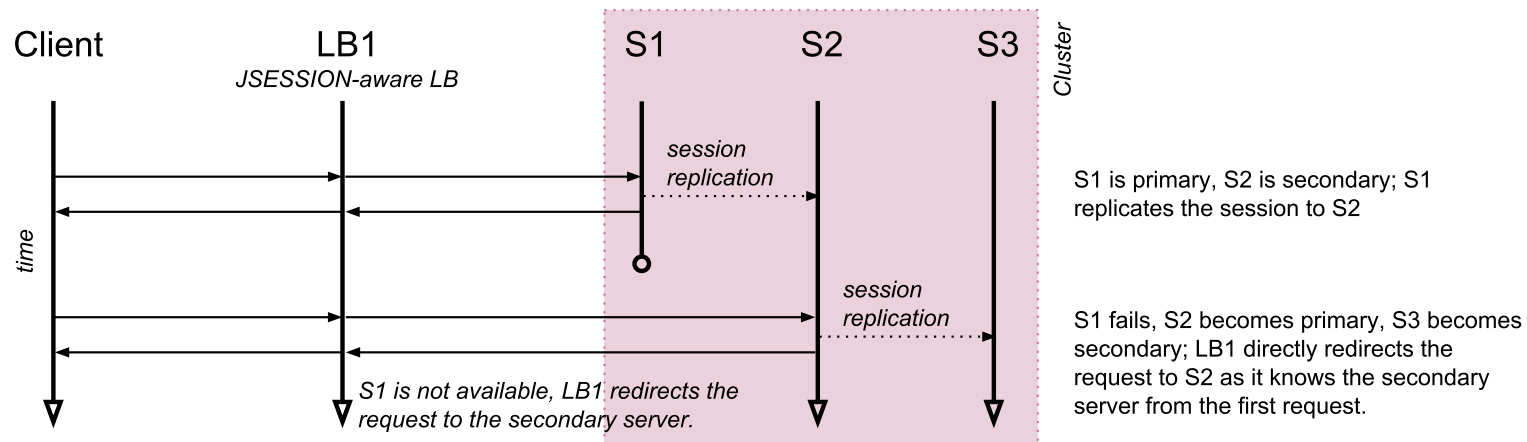 Client
LB1
S1
S2
S3
JSESSION-aware LB
Cluster
session
replication
S1 is primary, S2 is secondary; S1
replicates the session to S2
time
session
replication
S1 fails, S2 becomes primary, S3 becomes
secondary; LB1 directly redirects the
request to S2 as it knows the secondary
server from the first request.
S1 is not available, LB1 redirects the
request to the secondary server.